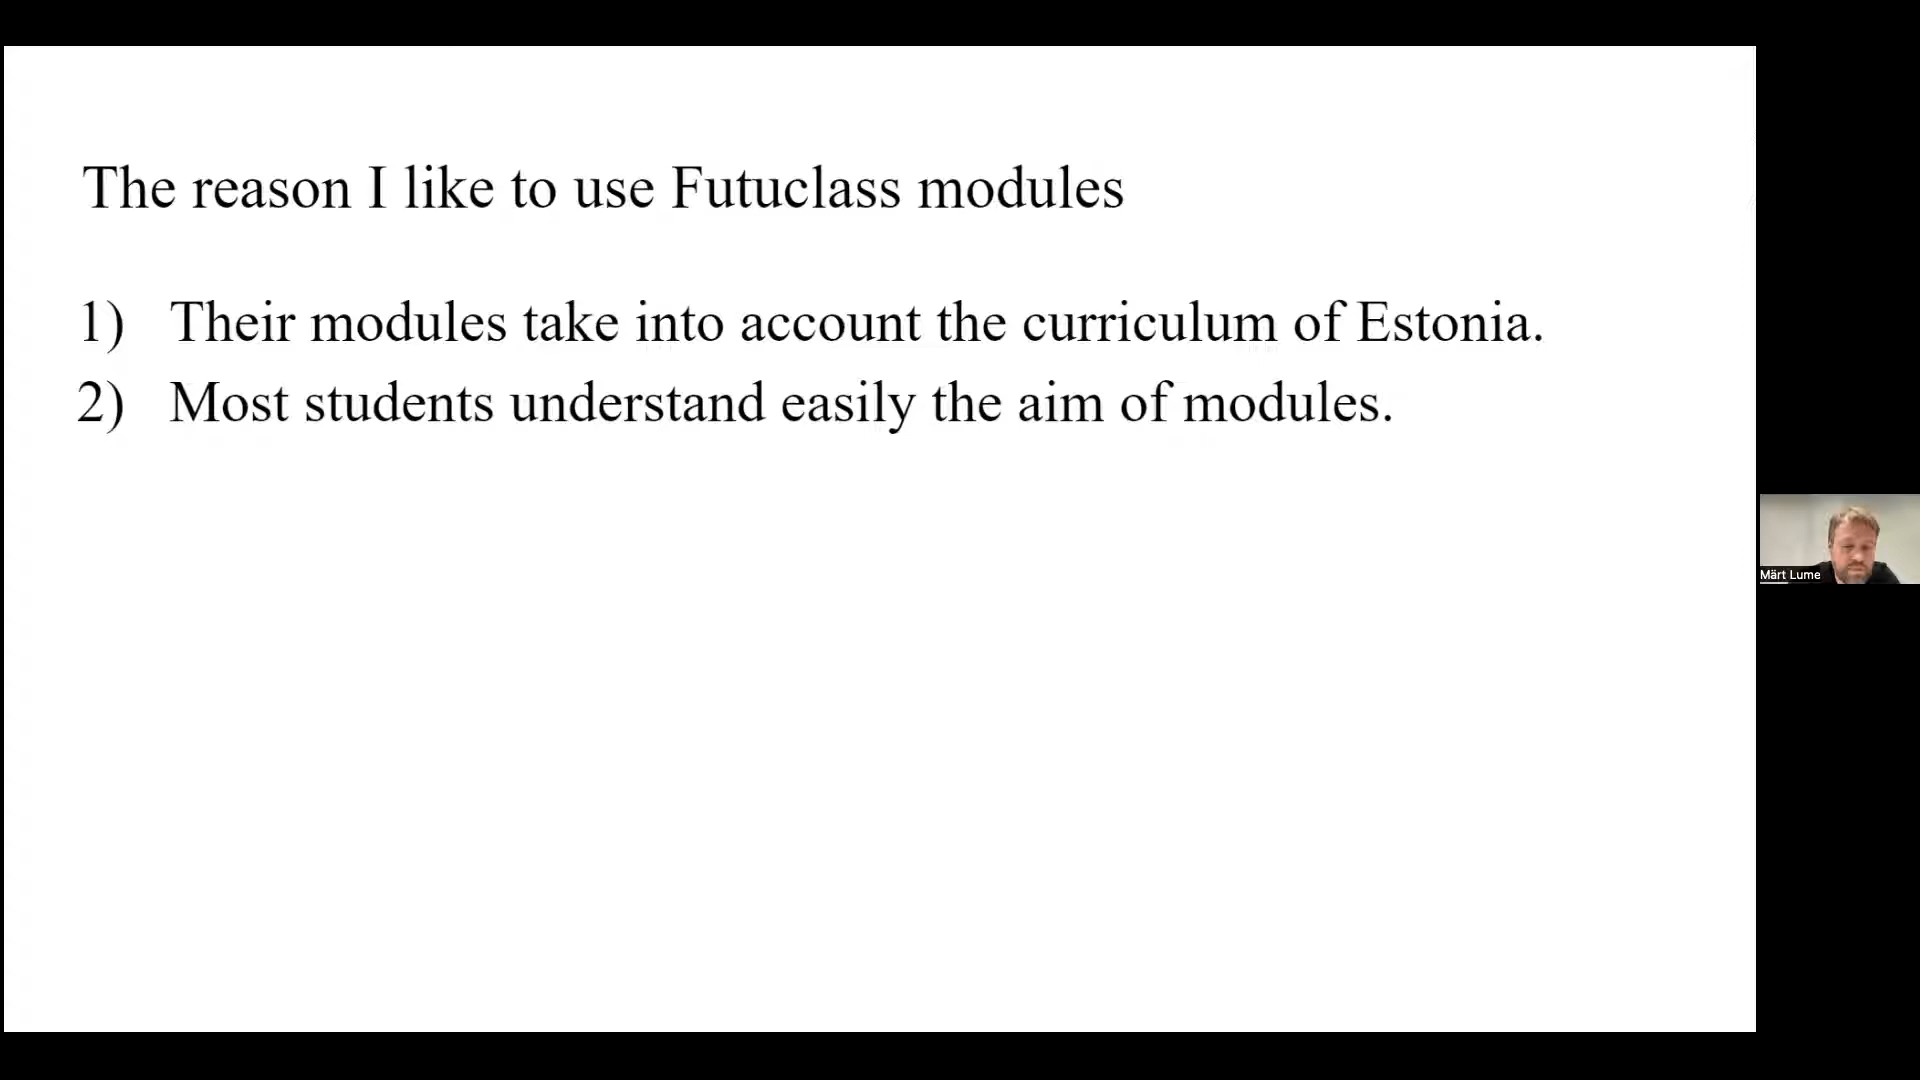 The reason I like to use Futuclass modules
1) Their modules take into account the curriculum of Estonia.
2) Most students understand easily the aim of modules.
Märt Lume